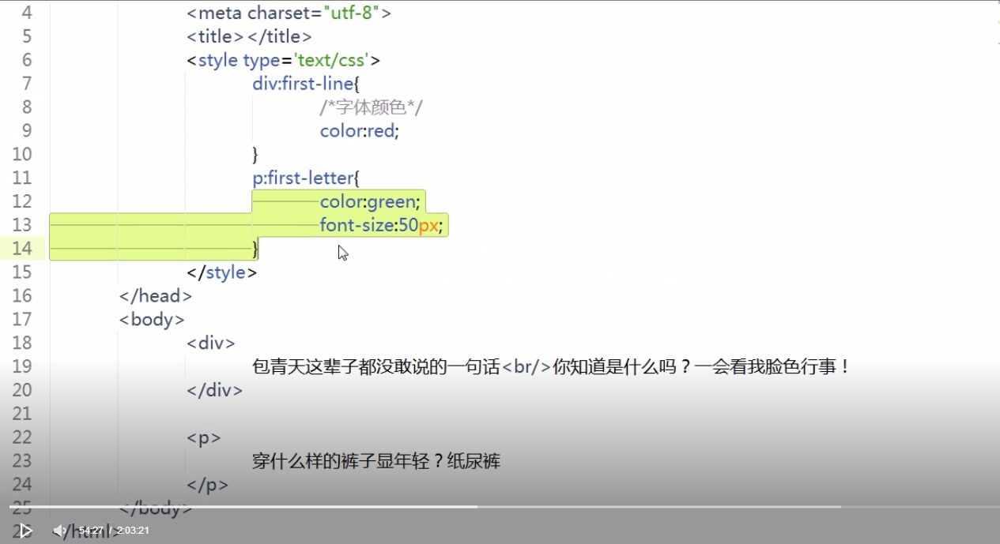 4 <meta charset="utf-8">
5 <title></title>
6 <style type='text/css'>
7 div:first-line{
8 /*字体颜色*/
9 color:red;
10 }
11 p:first-letter{
12 color:green;
13 font-size:50px;
14 }
15 </style>
16 </head>
17 <body>
18 <div>
19 包青天这辈子都没敢说的一句话<br/>你知道是什么吗？一会看我脸色行事！
20 </div>
21
22 <p>
23 穿什么样的裤子显年轻？纸尿裤
24 </p>
25 </body>
26 </html>
54:27 / 2:03:21